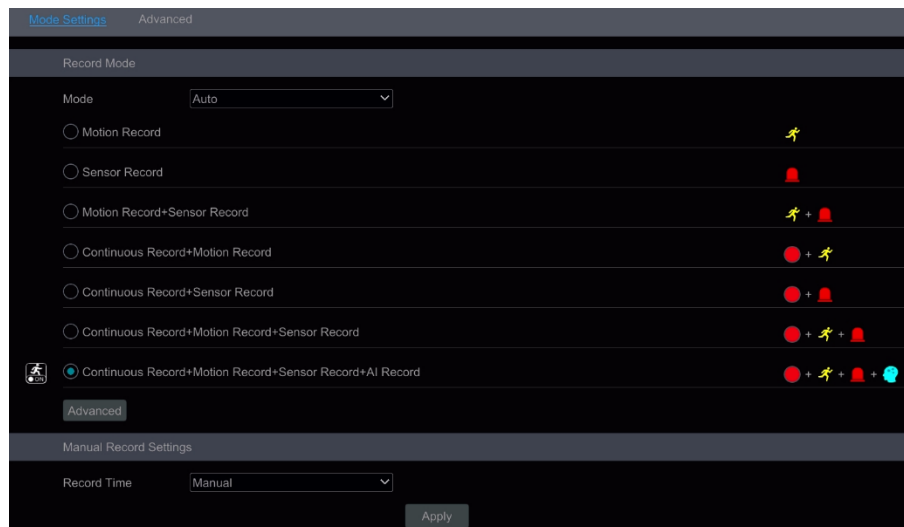 Mode Settings Advanced
Record Mode
Mode Auto
Motion Record
Sensor Record
Motion Record+Sensor Record
+
Continuous Record+Motion Record
+
Continuous Record+Sensor Record
+
Continuous Record+Motion Record+Sensor Record
+ +
ON
Continuous Record+Motion Record+Sensor Record+AI Record
+ + +
Advanced
Manual Record Settings
Record Time Manual
Apply